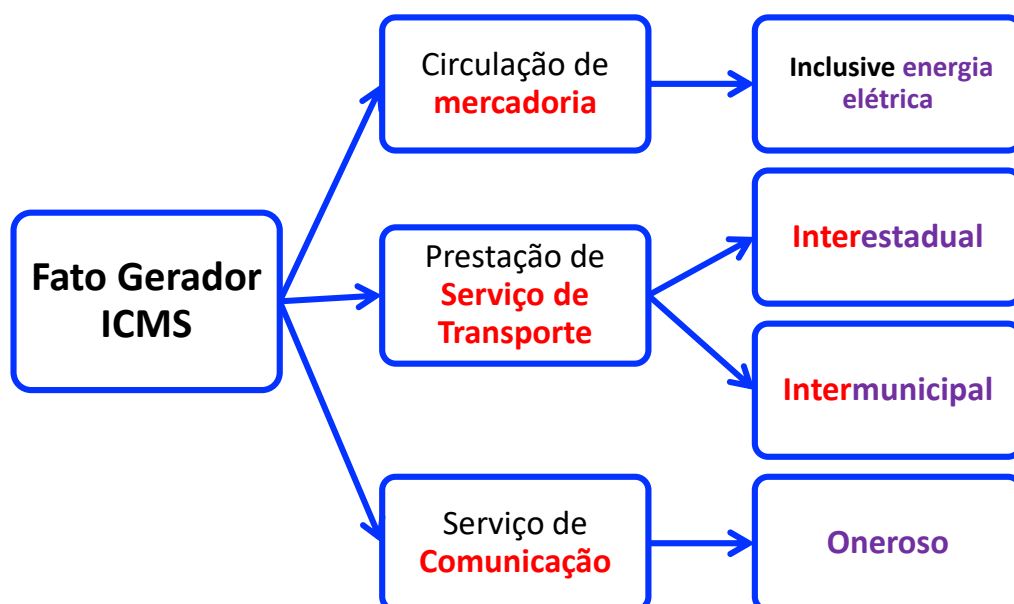 Fato Gerador
ICMS
Circulação de
mercadoria
Inclusive energia
elétrica
Prestação de
Serviço de
Transporte
Interestadual
Intermunicipal
Serviço de
Comunicação
Oneroso